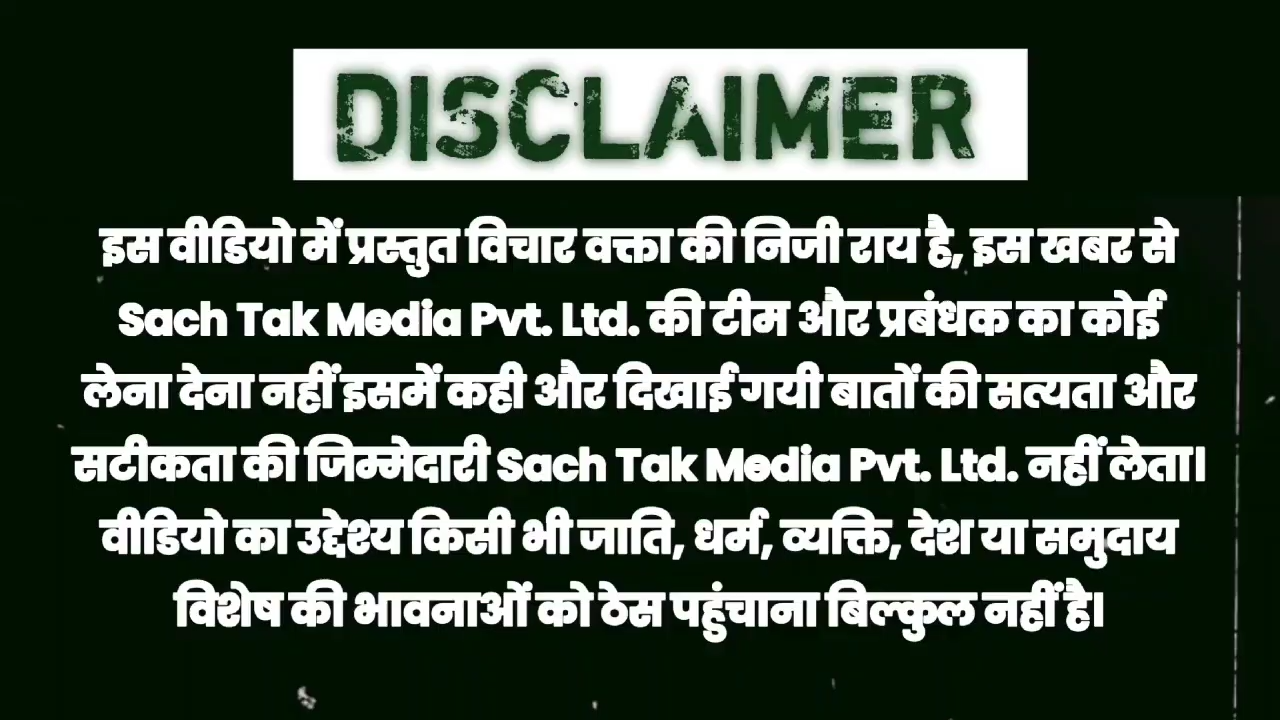 DISCLAIMER
इस वीडियो में प्रस्तुत विचार वक्ता की निजी राय है, इस खबर से
Sach Tak Media Pvt. Ltd. की टीम और प्रबंधक का कोई
लेना देना नहीं इसमें कही और दिखाई गयी बातों की सत्यता और
सटीकता की जिम्मेदारी Sach Tak Media Pvt. Ltd. नहीं लेता।
वीडियो का उद्देश्य किसी भी जाति, धर्म, व्यक्ति, देश या समुदाय
विशेष की भावनाओं को ठेस पहुंचाना बिल्कुल नहीं है।